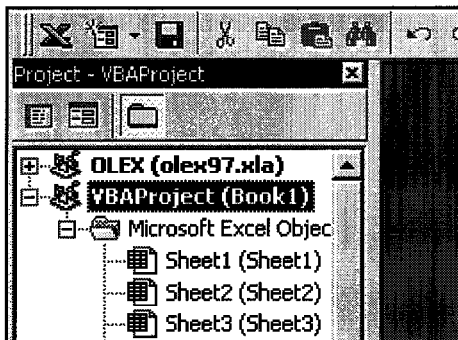 Project - VBAProject
OLEX (olex97.xla)
VBAProject (Book1)
Microsoft Excel Objec
Sheet1 (Sheet1)
Sheet2 (Sheet2)
Sheet3 (Sheet3)